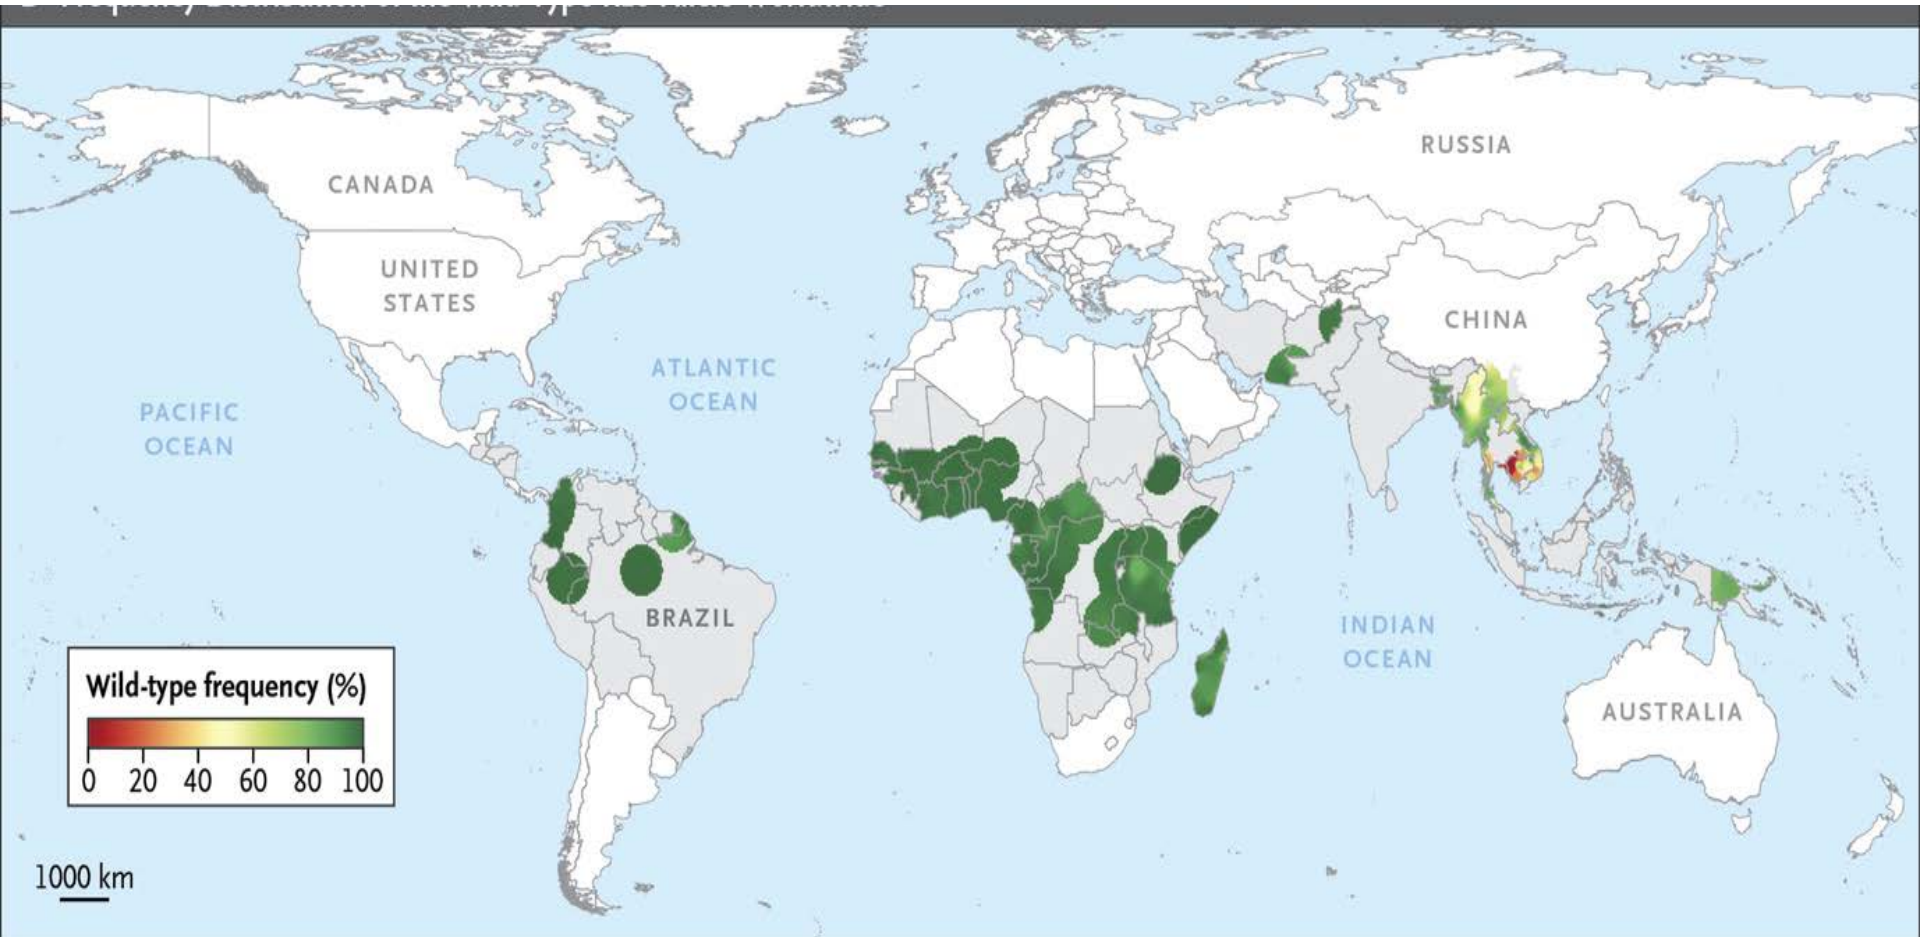 RUSSIA
CANADA
UNITED
STATES
CHINA
ATLANTIC
OCEAN
PACIFIC
OCEAN
BRAZIL
INDIAN
OCEAN
AUSTRALIA
Wild-type frequency (%)
0 20 40 60 80 100
1000 km